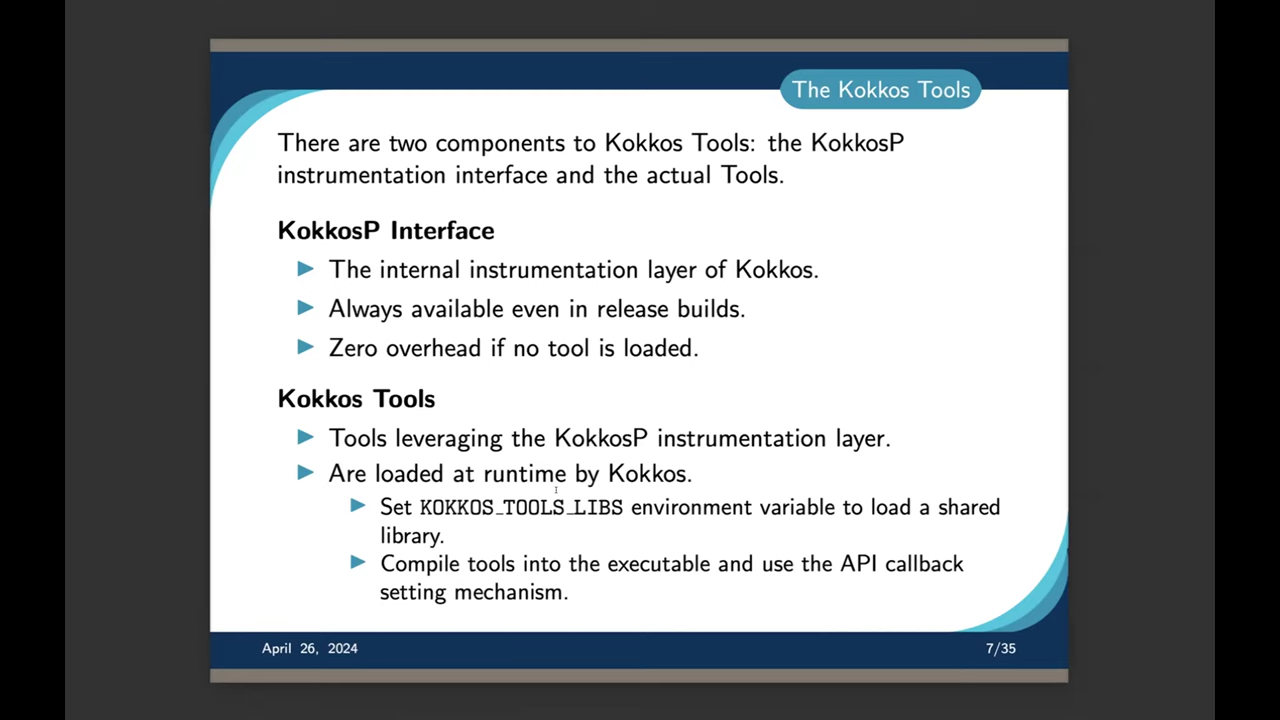 The Kokkos Tools
There are two components to Kokkos Tools: the KokkosP
instrumentation interface and the actual Tools.
KokkosP Interface
The internal instrumentation layer of Kokkos.
Always available even in release builds.
Zero overhead if no tool is loaded.
Kokkos Tools
Tools leveraging the KokkosP instrumentation layer.
Are loaded at runtime by Kokkos.
Set KOKKOS_TOOLS_LIBS environment variable to load a shared
library.
Compile tools into the executable and use the API callback
setting mechanism.
April 26, 2024
7/35